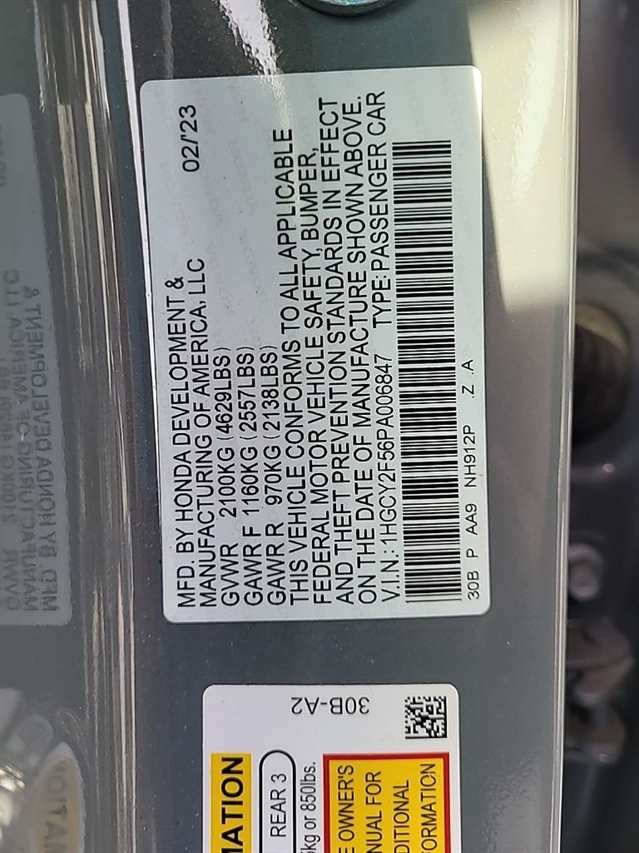 MFD. BY HONDA DEVELOPMENT & 02/'23
MANUFACTURING OF AMERICA, LLC
GVWR 2100KG (4629LBS)
GAWR F 1160KG (2557LBS)
GAWR R 970KG (2138LBS)
THIS VEHICLE CONFORMS TO ALL APPLICABLE
FEDERAL MOTOR VEHICLE SAFETY, BUMPER,
AND THEFT PREVENTION STANDARDS IN EFFECT
ON THE DATE OF MANUFACTURE SHOWN ABOVE.
V.I.N.: 1HGCY2F56PA006847 TYPE: PASSENGER CAR
30B P AA9 NH912P .Z .A
30B-A2
MATION
REAR 3
kg or 850lbs.
OWNER'S
FOR